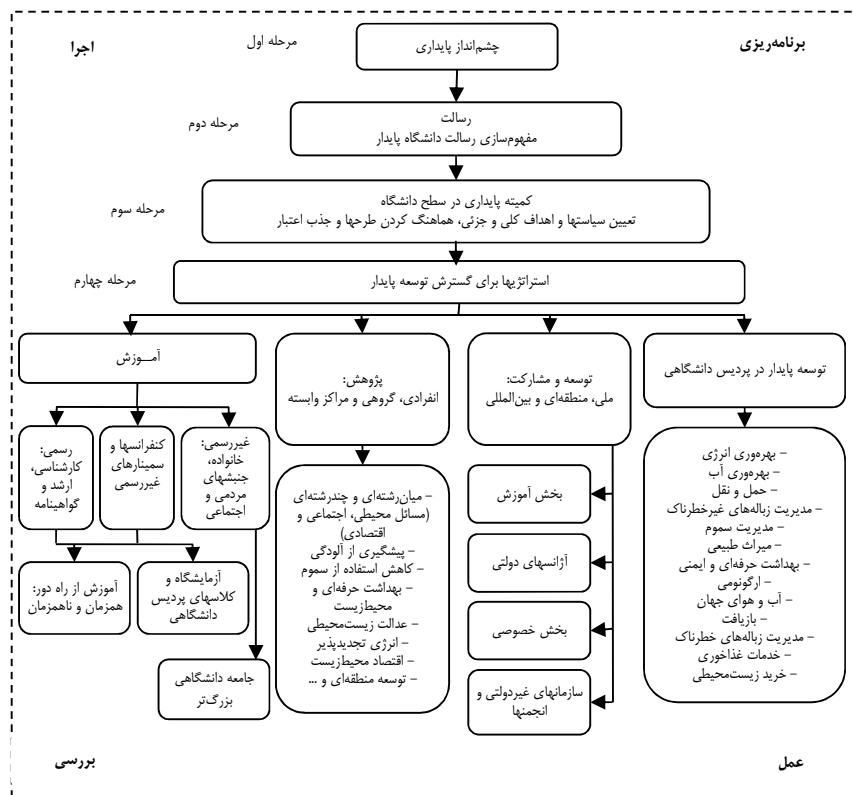 برنامه‌ریزی
اجرا
مرحله اول
چشم‌انداز پایداری
مرحله دوم
رسالت
مفهوم‌سازی رسالت دانشگاه پایدار
مرحله سوم
کمیته پایداری در سطح دانشگاه
تعیین سیاستها و اهداف کلی و جزئی، هماهنگ کردن طرحها و جذب اعتبار
مرحله چهارم
استراتژیها برای گسترش توسعه پایدار
توسعه پایدار در پردیس دانشگاهی
– بهره‌وری انرژی
– بهره‌وری آب
– حمل و نقل
– مدیریت زباله‌های غیرخطرناک
– مدیریت سموم
– میراث طبیعی
– بهداشت حرفه‌ای و ایمنی
– ارگونومی
– آب و هوای جهان
– بازیافت
– مدیریت زباله‌های خطرناک
– خدمات غذاخوری
– خرید زیست‌محیطی
توسعه و مشارکت:
ملی، منطقه‌ای و بین‌المللی
بخش آموزش
آژانسهای دولتی
بخش خصوصی
سازمانهای غیردولتی و
انجمنها
پژوهش:
انفرادی، گروهی و مراکز وابسته
– میان‌رشته‌ای و چندرشته‌ای
(مسائل محیطی، اجتماعی و
اقتصادی)
– پیشگیری از آلودگی
– کاهش استفاده از سموم
– بهداشت حرفه‌ای و
محیط‌زیست
– عدالت زیست‌محیطی
– انرژی تجدیدپذیر
– اقتصاد محیط‌زیست
– توسعه منطقه‌ای و ...
آمــوزش
غیررسمی:
خانواده،
جنبشهای
مردمی و
اجتماعی
کنفرانسها و
سمینارهای
غیررسمی
رسمی:
کارشناسی،
ارشد و
گواهینامه
آزمایشگاه و
کلاسهای پردیس
دانشگاهی
آموزش از راه دور:
همزمان و ناهمزمان
جامعه دانشگاهی
بزرگ‌تر
عمل
بررسی